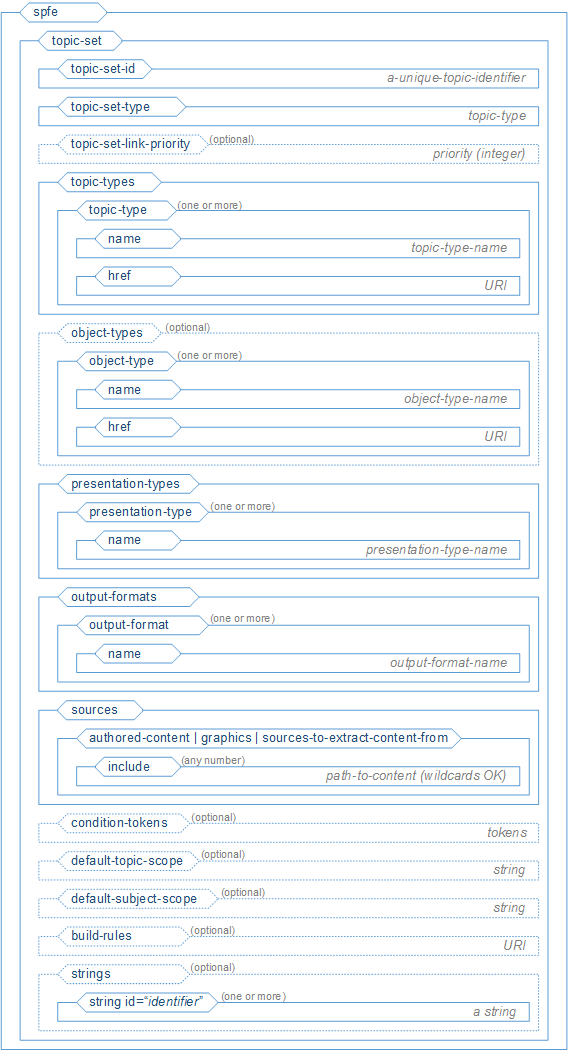 spfe
topic-set
topic-set-id
a-unique-topic-identifier
topic-set-type
topic-type
topic-set-link-priority (optional)
priority (integer)
topic-types
topic-type (one or more)
name
topic-type-name
href
URI
object-types (optional)
object-type (one or more)
name
object-type-name
href
URI
presentation-types
presentation-type (one or more)
name
presentation-type-name
output-formats
output-format (one or more)
name
output-format-name
sources
authored-content | graphics | sources-to-extract-content-from
include (any number)
path-to-content (wildcards OK)
condition-tokens (optional)
tokens
default-topic-scope (optional)
string
default-subject-scope (optional)
string
build-rules (optional)
URI
strings (optional)
string id=“identifier” (one or more)
a string